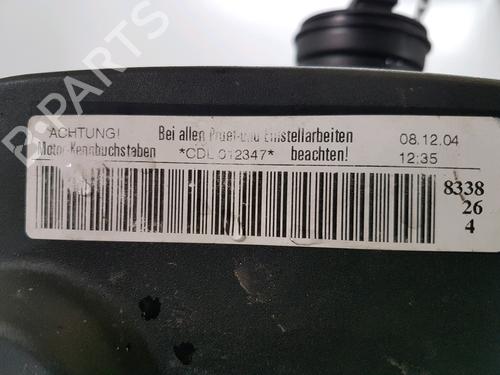 B-PARTS
ACHTUNG! Bei allen Pruef-und Einstellarbeiten 08.12.04
Motor-Kennbuchstaben *CDL 012347* beachten! 12:35
8338
26
4